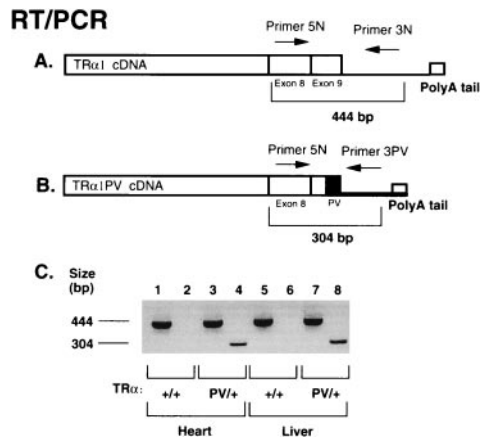 RT/PCR
Primer 5N Primer 3N
A. TRα1 cDNA
Exon 8 Exon 9 PolyA tail
444 bp
Primer 5N Primer 3PV
B. TRα1PV cDNA
Exon 8 PV PolyA tail
304 bp
C. Size (bp) 1 2 3 4 5 6 7 8
444
304
TRα: +/+ PV/+ +/+ PV/+
Heart Liver